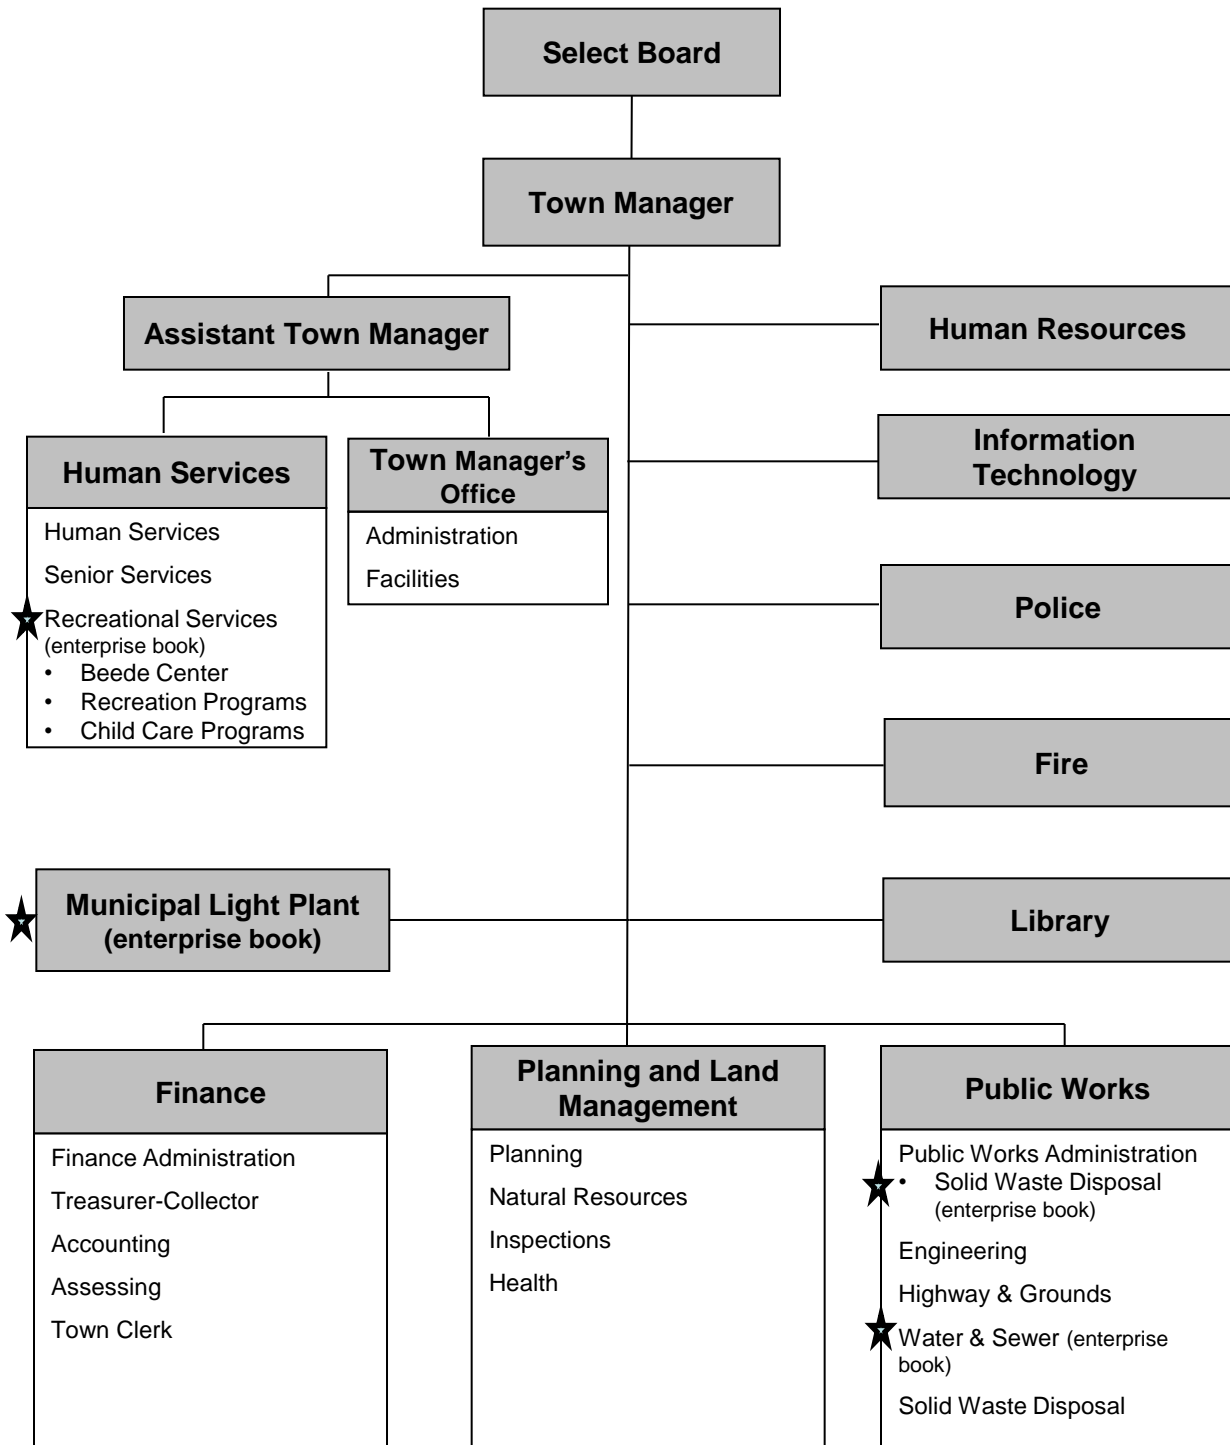 Select Board
Town Manager
Assistant Town Manager
Human Resources
Information
Technology
Human Services
Human Services
Senior Services
Recreational Services
(enterprise book)
• Beede Center
• Recreation Programs
• Child Care Programs
Town Manager’s
Office
Administration
Facilities
Police
Fire
Municipal Light Plant
(enterprise book)
Library
Finance
Finance Administration
Treasurer-Collector
Accounting
Assessing
Town Clerk
Planning and Land
Management
Planning
Natural Resources
Inspections
Health
Public Works
Public Works Administration
• Solid Waste Disposal
(enterprise book)
Engineering
Highway & Grounds
Water & Sewer (enterprise
book)
Solid Waste Disposal